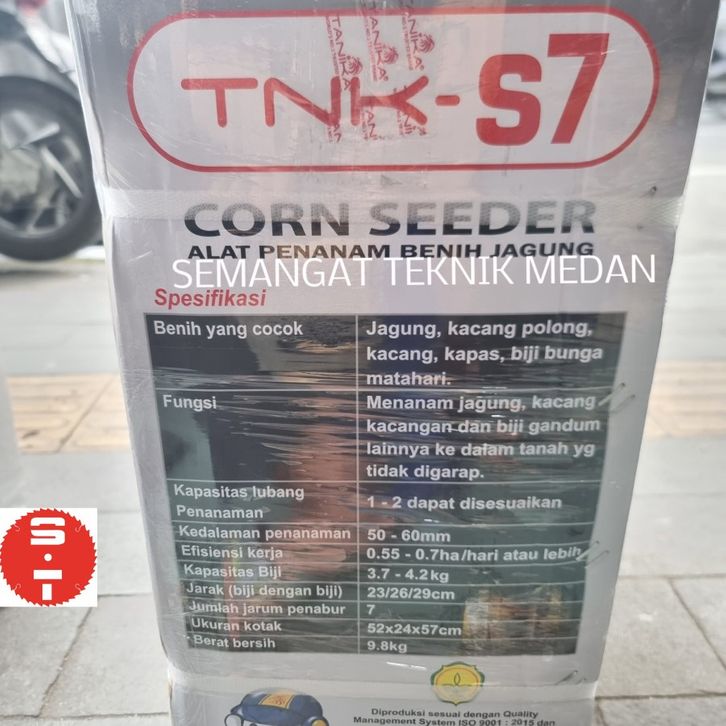 TNK-S7
CORN SEEDER
ALAT PENANAM BENIH JAGUNG
SEMANGAT TEKNIK MEDAN
Spesifikasi
Benih yang cocok Jagung, kacang polong,
kacang, kapas, biji bunga
matahari.
Fungsi Menanam jagung, kacang
kacangan dan biji gandum
lainnya ke dalam tanah yg
tidak digarap.
Kapasitas lubang
Penanaman 1 - 2 dapat disesuaikan
Kedalaman penanaman 50 - 60mm
Efisiensi kerja 0.55 - 0.7ha/hari atau lebih
Kapasitas Biji 3.7 - 4.2kg
Jarak (biji dengan biji) 23/26/29cm
Jumlah jarum penabur 7
Ukuran kotak 52x24x57cm
Berat bersih 9.8kg
S·T
Diproduksi sesuai dengan Quality
Management System ISO 9001 : 2015 dan